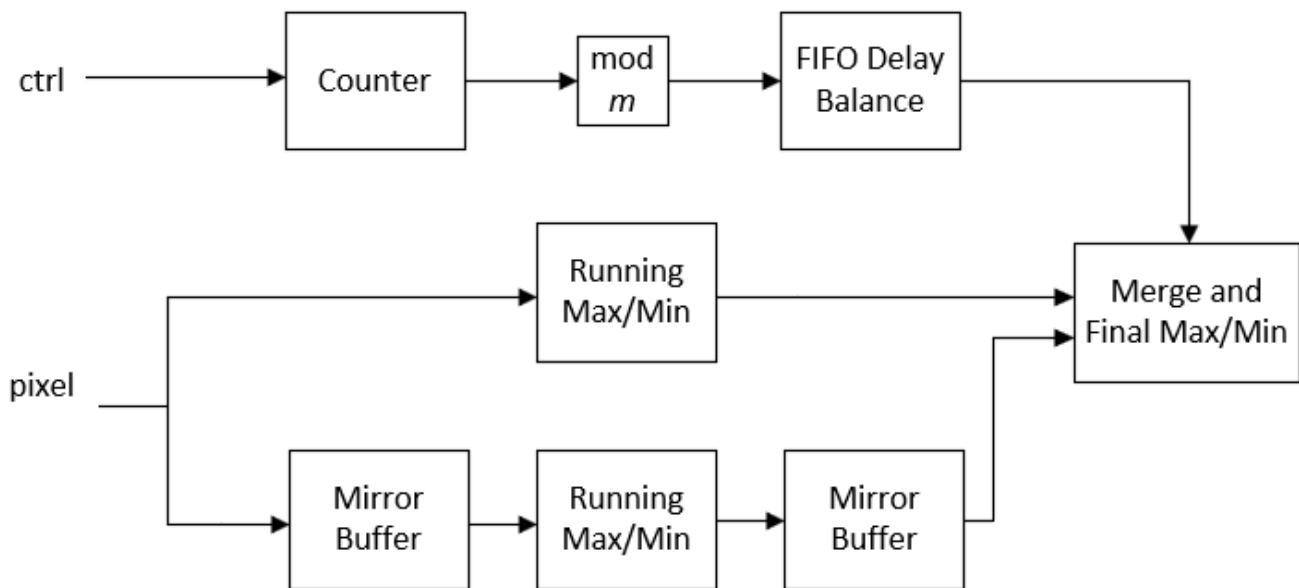 ctrl
Counter
mod
m
FIFO Delay
Balance
Running
Max/Min
Merge and
Final Max/Min
pixel
Mirror
Buffer
Running
Max/Min
Mirror
Buffer